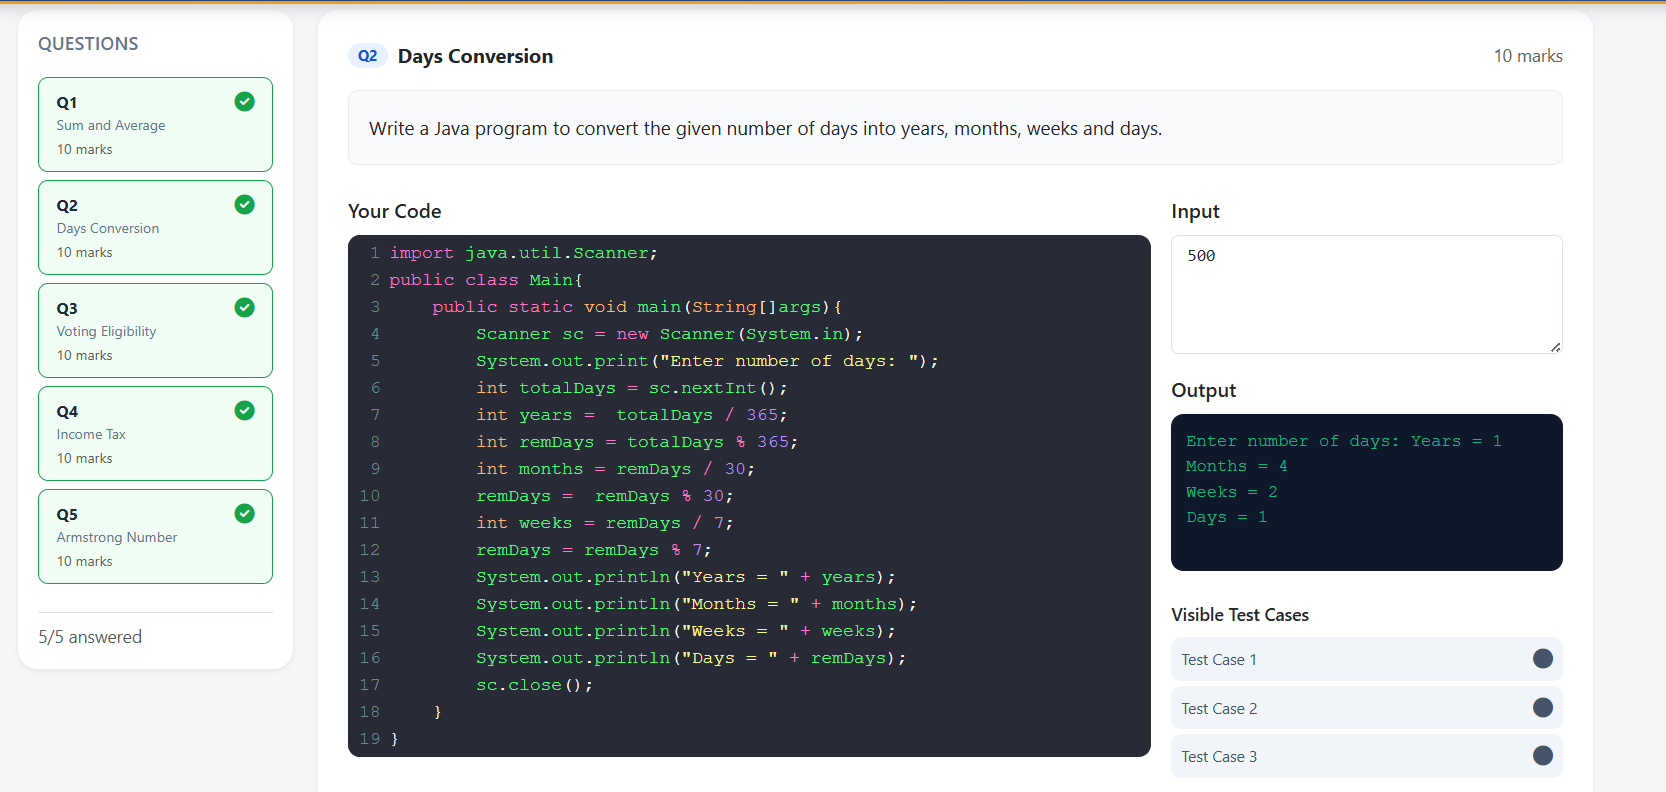 QUESTIONS
Q1
Sum and Average
10 marks
Q2
Days Conversion
10 marks
Q3
Voting Eligibility
10 marks
Q4
Income Tax
10 marks
Q5
Armstrong Number
10 marks
5/5 answered
Q2 Days Conversion
10 marks
Write a Java program to convert the given number of days into years, months, weeks and days.
Your Code
1 import java.util.Scanner;
2 public class Main{
3     public static void main(String[]args){
4         Scanner sc = new Scanner(System.in);
5         System.out.print("Enter number of days: ");
6         int totalDays = sc.nextInt();
7         int years =  totalDays / 365;
8         int remDays = totalDays % 365;
9         int months = remDays / 30;
10         remDays =  remDays % 30;
11         int weeks = remDays / 7;
12         remDays = remDays % 7;
13         System.out.println("Years = " + years);
14         System.out.println("Months = " + months);
15         System.out.println("Weeks = " + weeks);
16         System.out.println("Days = " + remDays);
17         sc.close();
18     }
19 }
Input
500
Output
Enter number of days: Years = 1
Months = 4
Weeks = 2
Days = 1
Visible Test Cases
Test Case 1
Test Case 2
Test Case 3